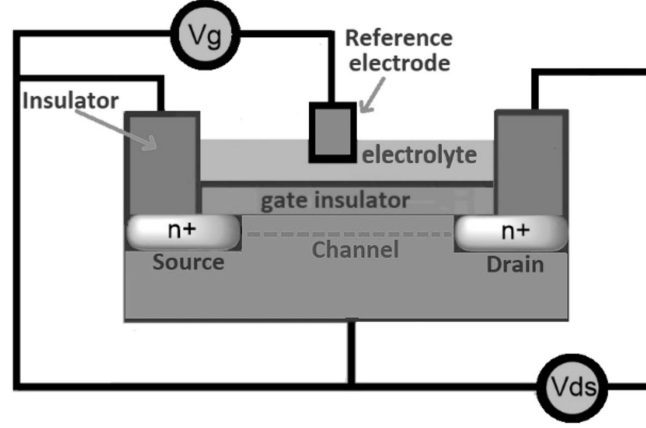 Vg
Reference
electrode
Insulator
electrolyte
gate insulator
n+
n+
Channel
Source
Drain
Vds